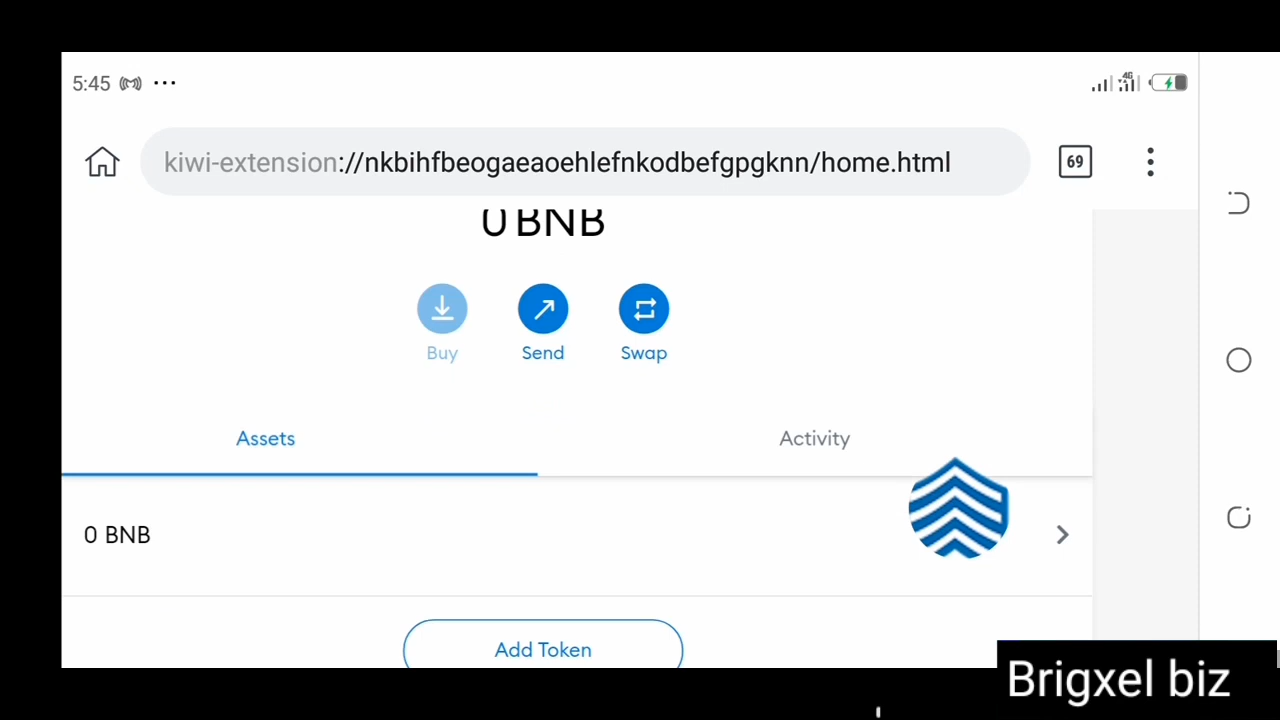 5:45
4G
kiwi-extension://nkbihfbeogaeaoehlefnkodbefgpgknn/home.html
69
0 BNB
Buy
Send
Swap
Assets
Activity
0 BNB
Add Token
Brigxel biz